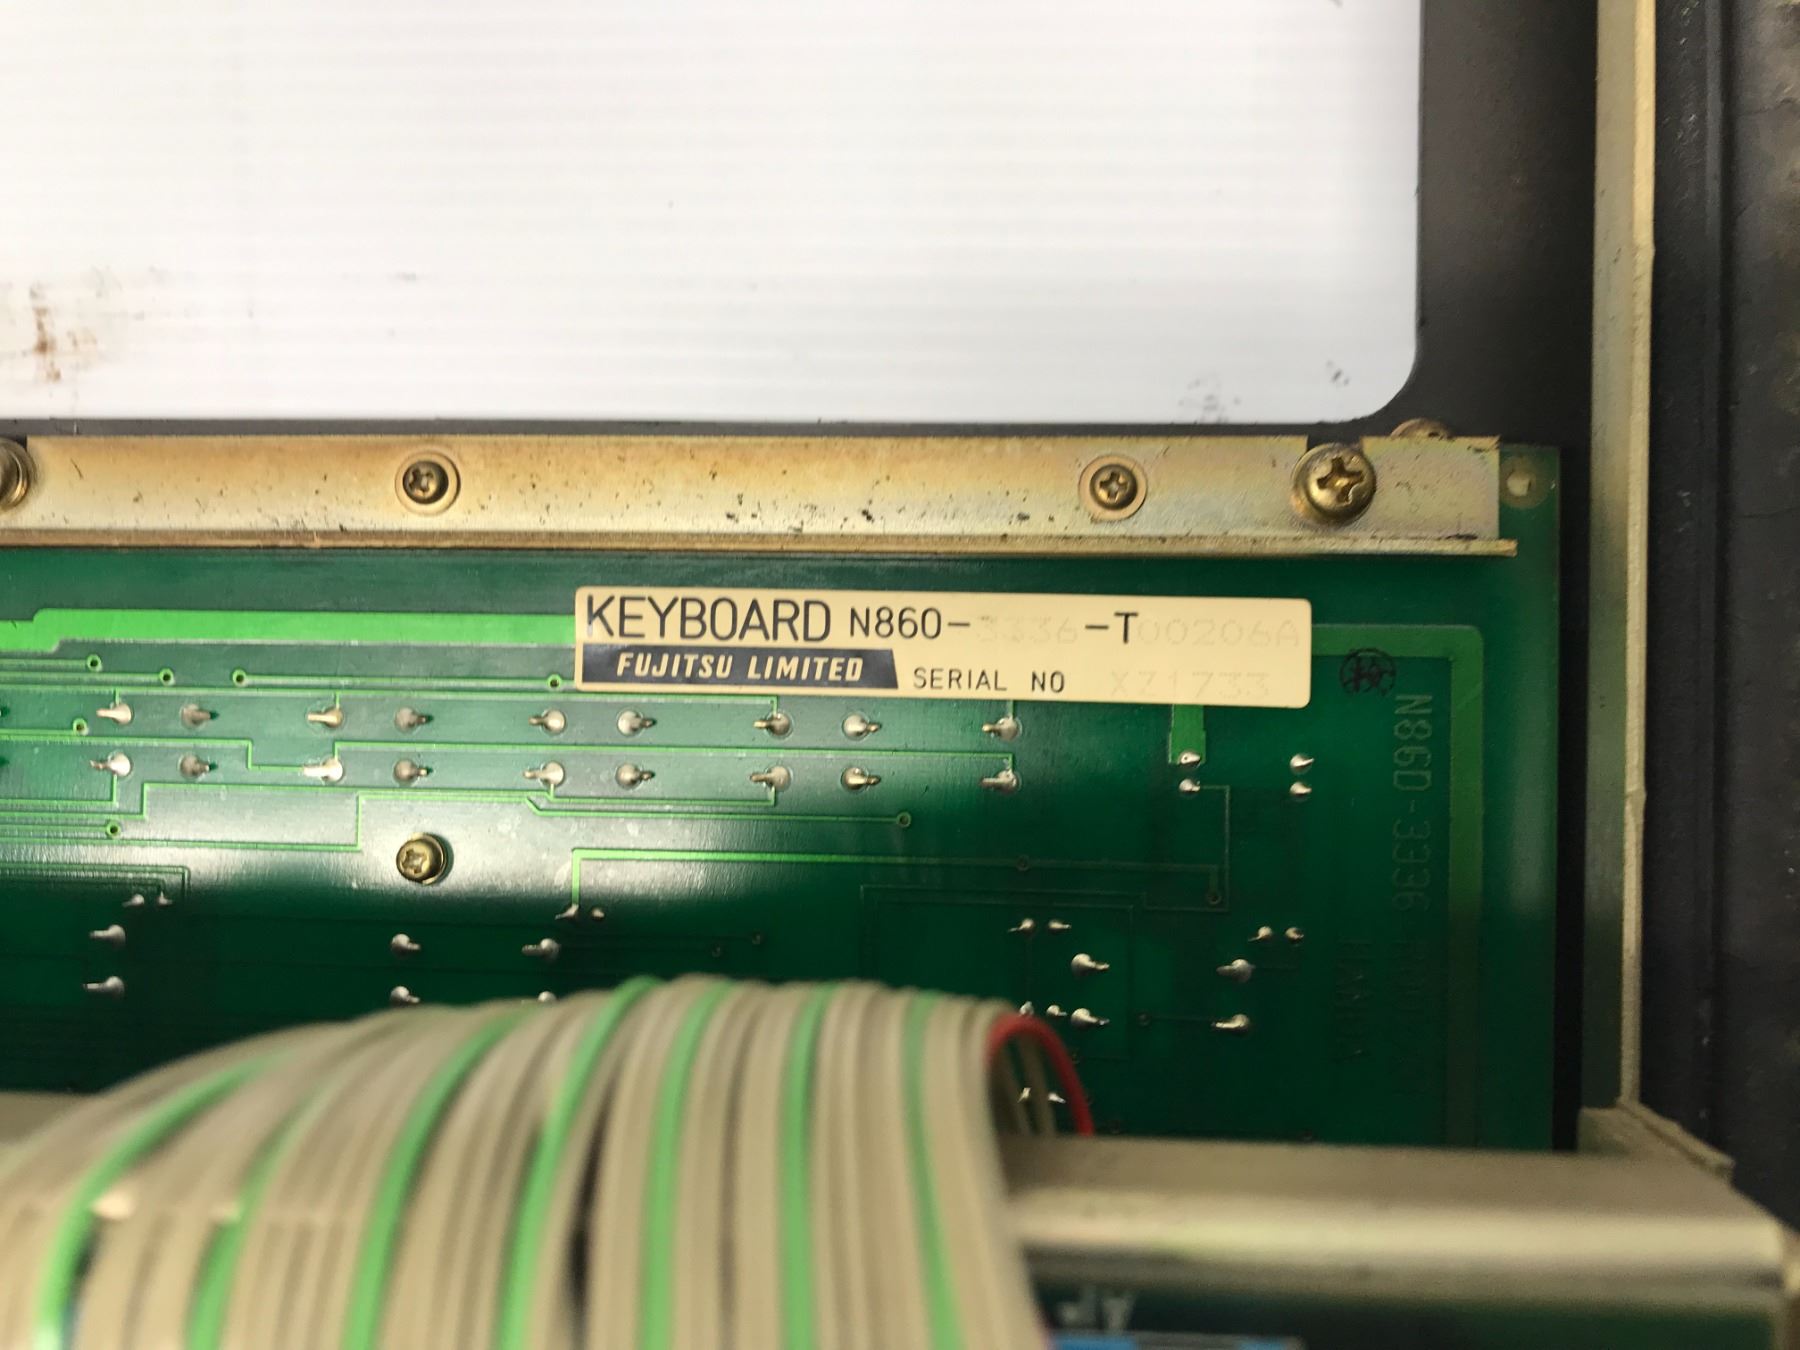 KEYBOARD N860-3336-T00206A
FUJITSU LIMITED SERIAL NO XZ1733
N860-3336-